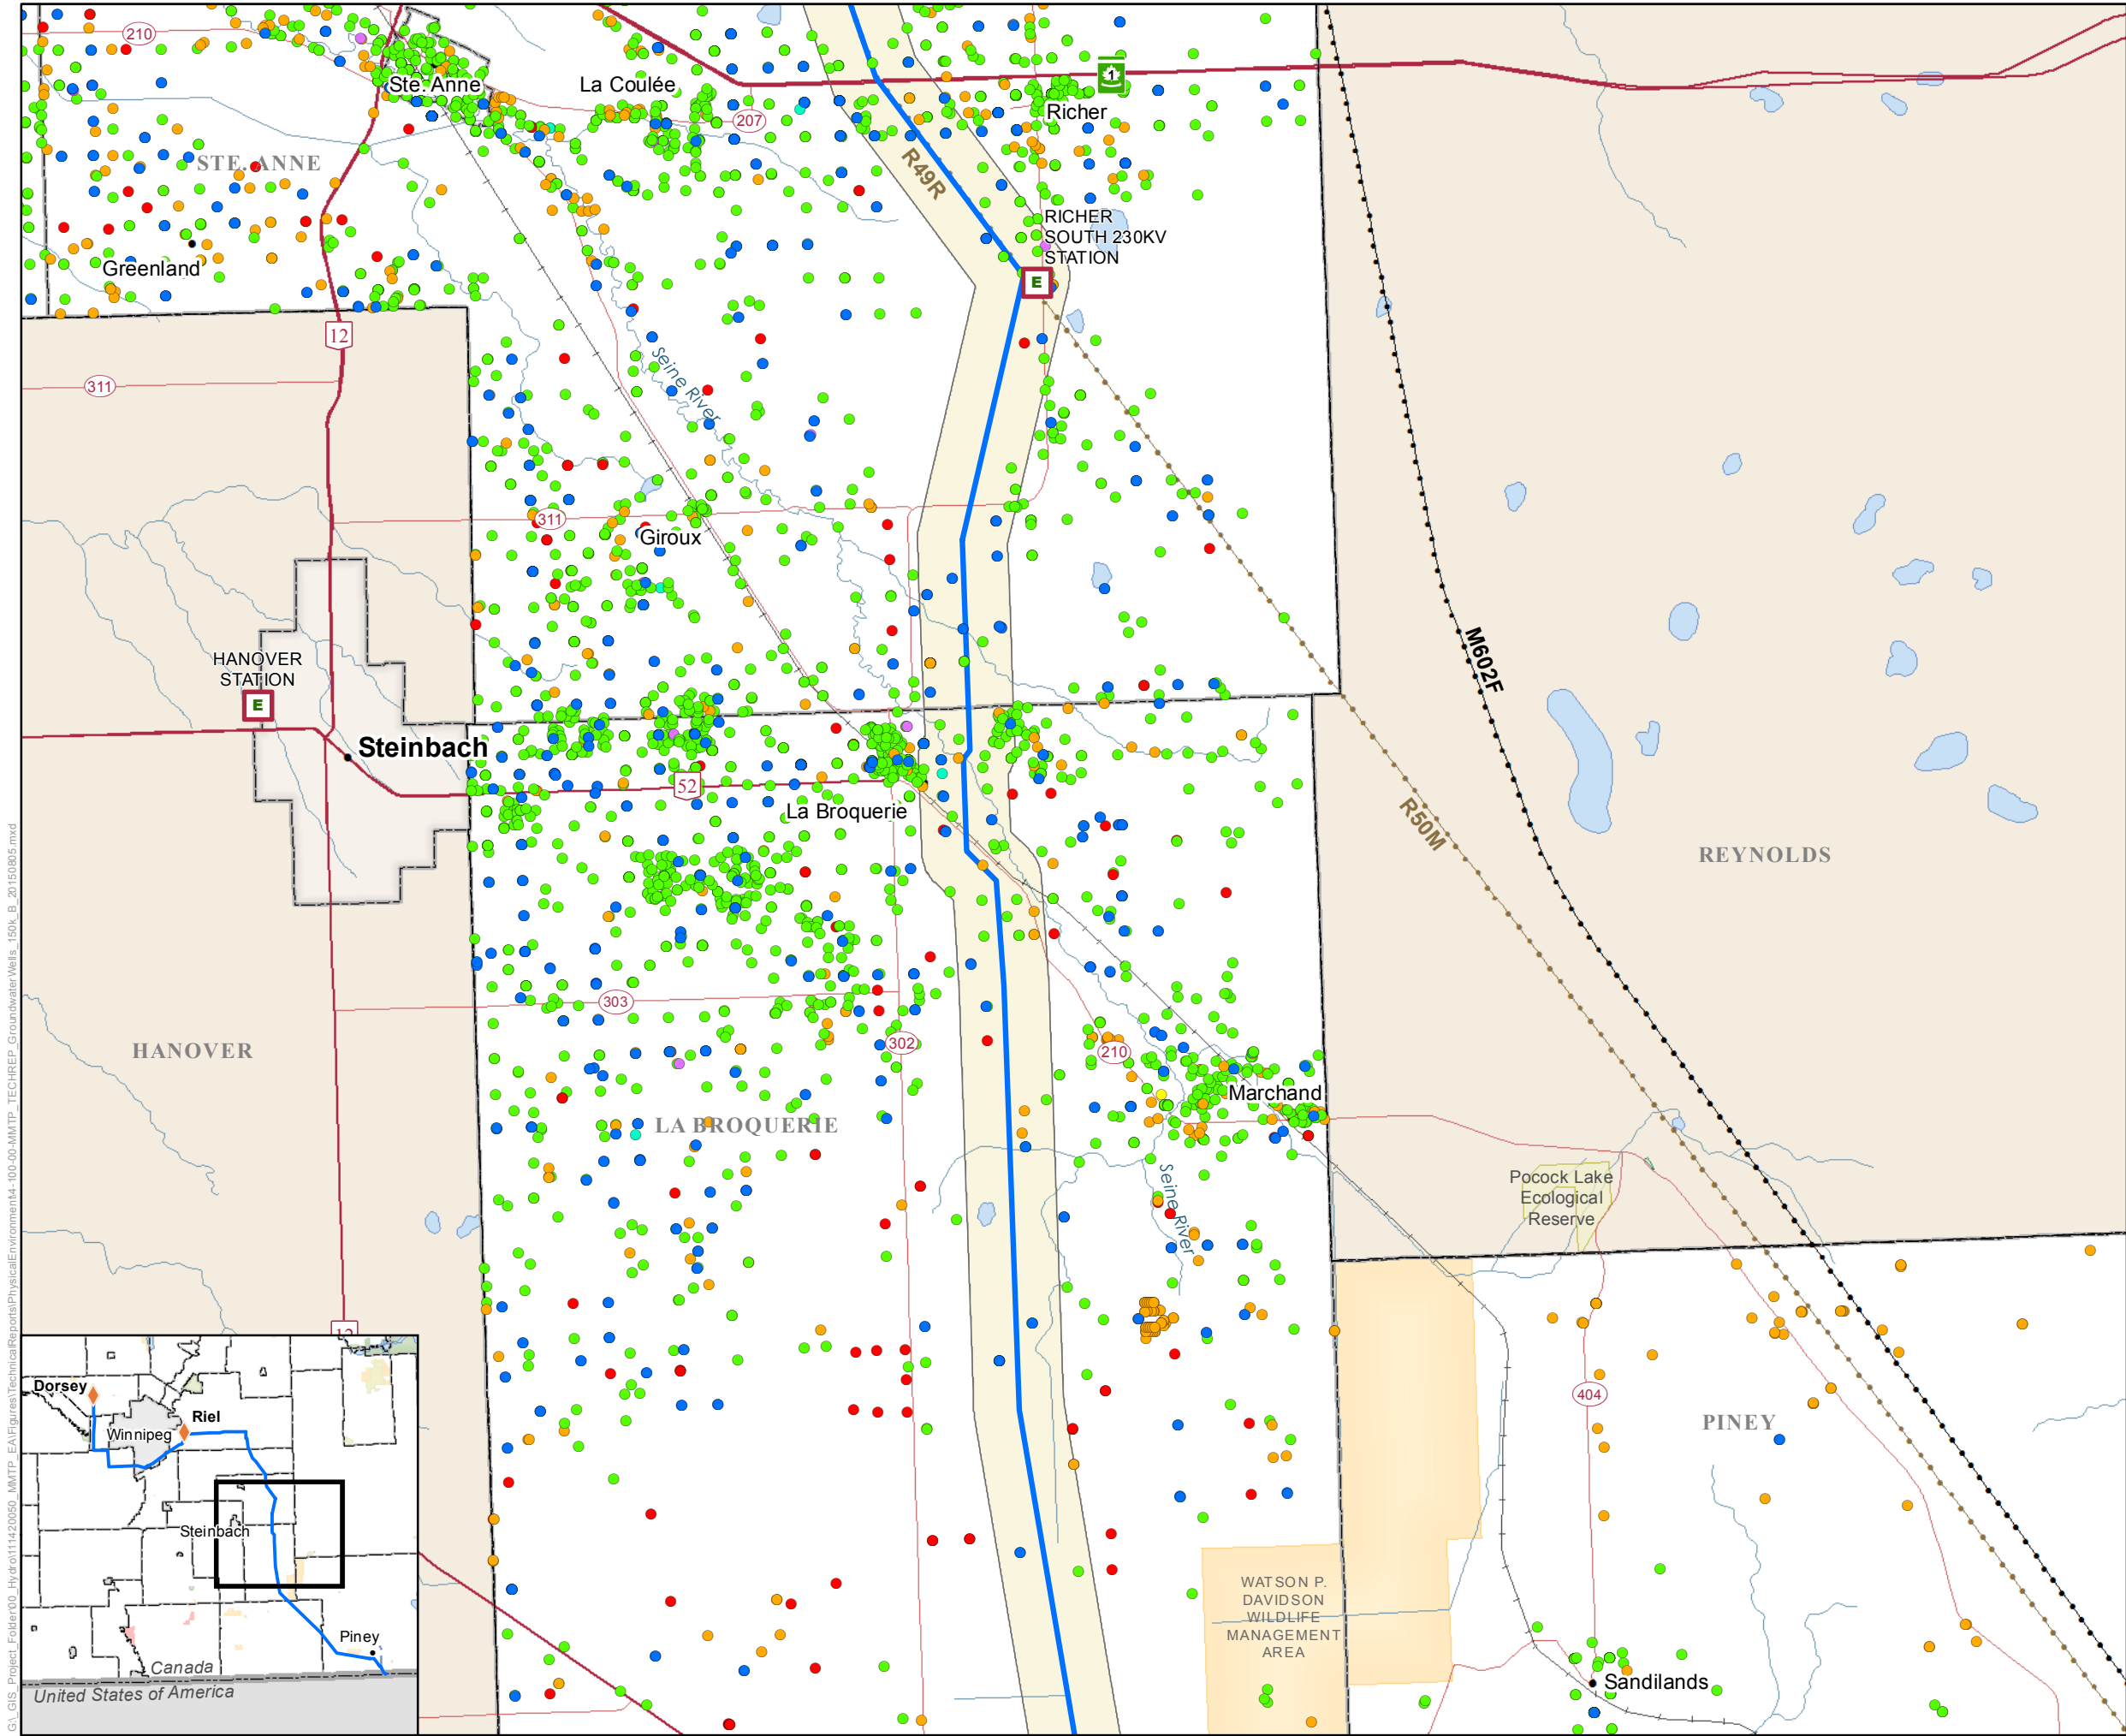 210
Ste. Anne
La Coulée
1
Richer
207
STE. ANNE
R49R
RICHER
SOUTH 230KV
STATION
E
Greenland
12
311
Seine River
311
Giroux
HANOVER
STATION
E
M602F
Steinbach
52
La Broquerie
R50M
REYNOLDS
303
HANOVER
302
210
Marchand
LA BROQUERIE
Seine River
Pocock Lake
Ecological
Reserve
12
404
PINEY
WATSON P.
DAVIDSON
WILDLIFE
MANAGEMENT
AREA
Sandilands
Dorsey
Riel
Winnipeg
Steinbach
Piney
Canada
United States of America